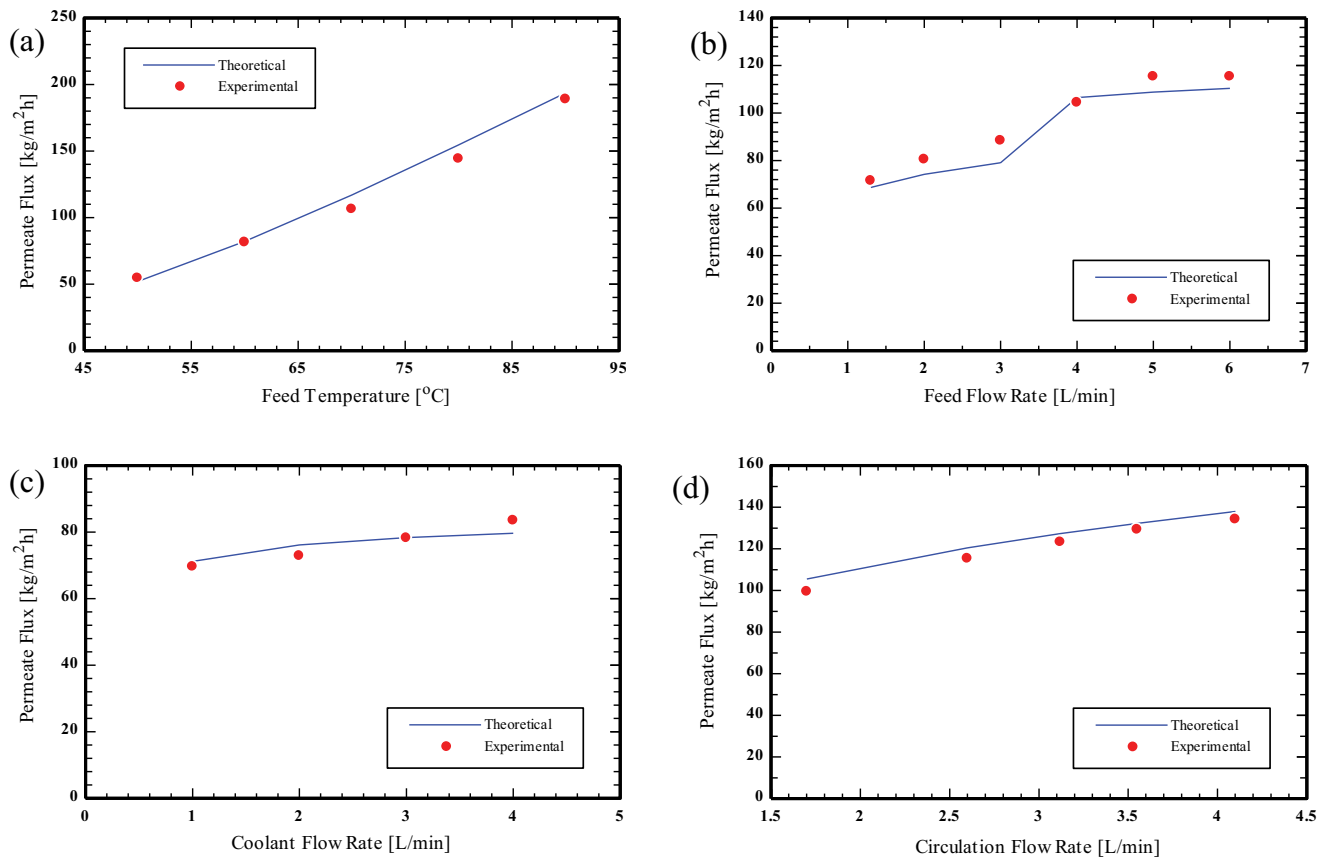 (a)
250
200
150
100
50
0
Permeate Flux [kg/m²h]
Theoretical
Experimental
45 55 65 75 85 95
Feed Temperature [°C]
(b)
140
120
100
80
60
40
20
0
Permeate Flux [kg/m²h]
Theoretical
Experimental
0 1 2 3 4 5 6 7
Feed Flow Rate [L/min]
(c)
100
80
60
40
20
0
Permeate Flux [kg/m²h]
Theoretical
Experimental
0 1 2 3 4 5
Coolant Flow Rate [L/min]
(d)
160
140
120
100
80
60
40
20
0
Permeate Flux [kg/m²h]
Theoretical
Experimental
1.5 2 2.5 3 3.5 4 4.5
Circulation Flow Rate [L/min]